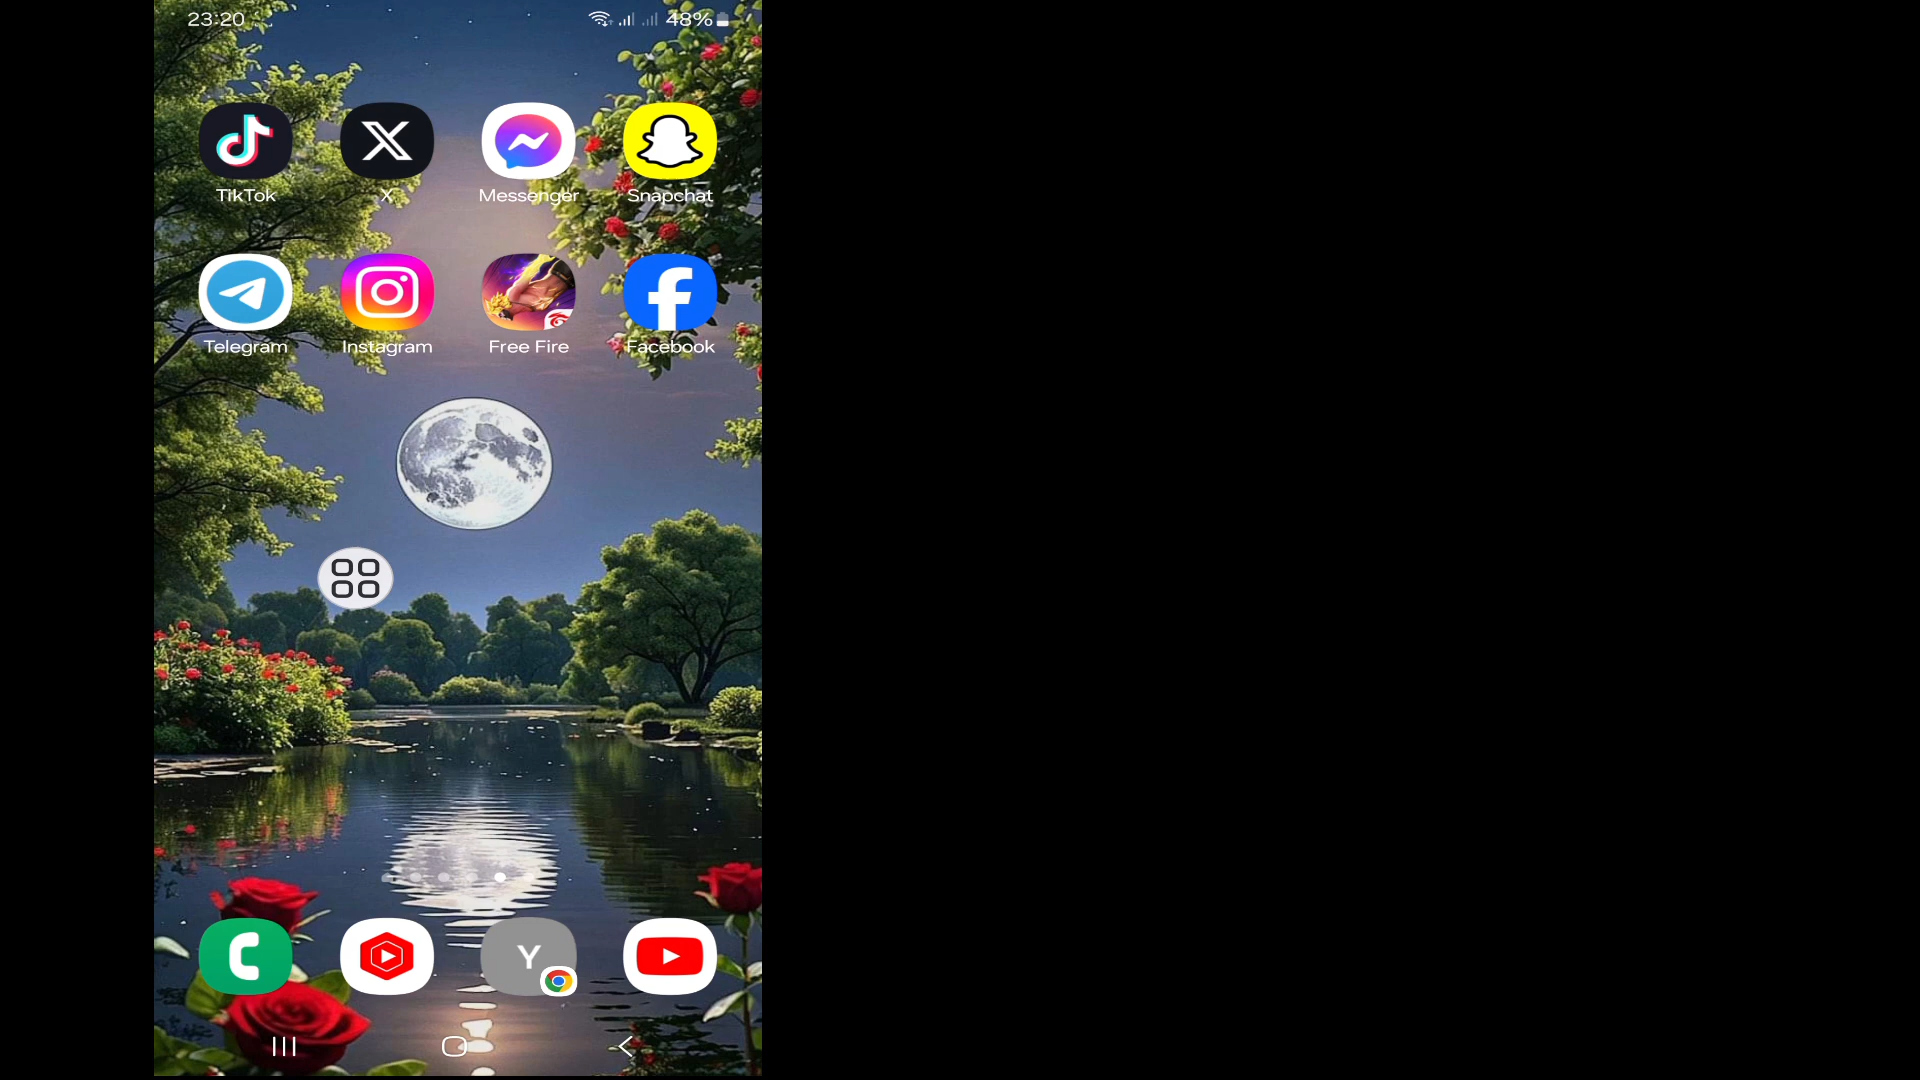 23:20 48%
TikTok X Messenger Snapchat
Telegram Instagram Free Fire Facebook
Y